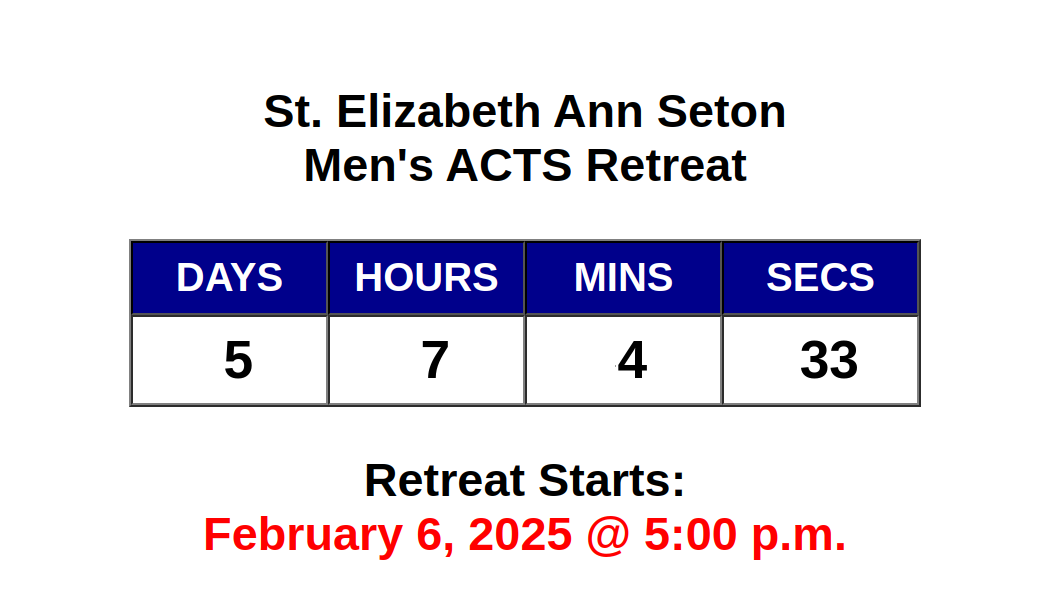 St. Elizabeth Ann Seton
Men's ACTS Retreat
DAYS HOURS MINS SECS
5 7 4 33
Retreat Starts:
February 6, 2025 @ 5:00 p.m.